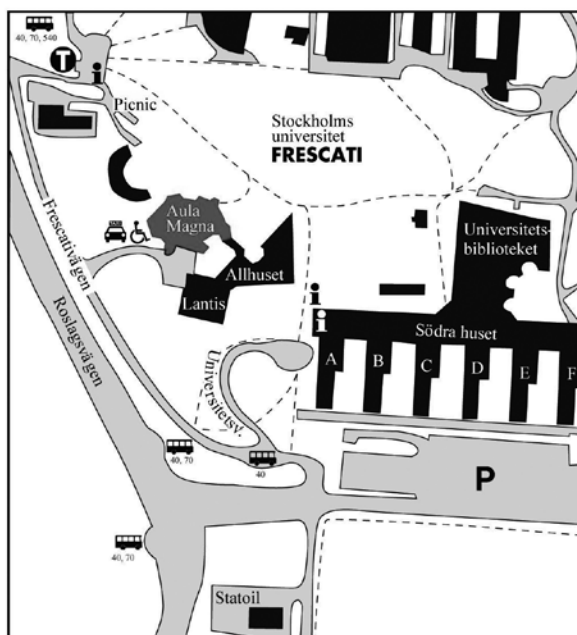 40, 70, 540
T
i
Picnic
Stockholms
universitet
FRESCATI
TAXI
Aula
Magna
Allhuset
Lantis
Universitets-
biblioteket
i
i
Södra huset
A
B
C
D
E
F
Frescativägen
Roslagsvägen
Universitetsv.
40, 70
40
P
40, 70
Statoil